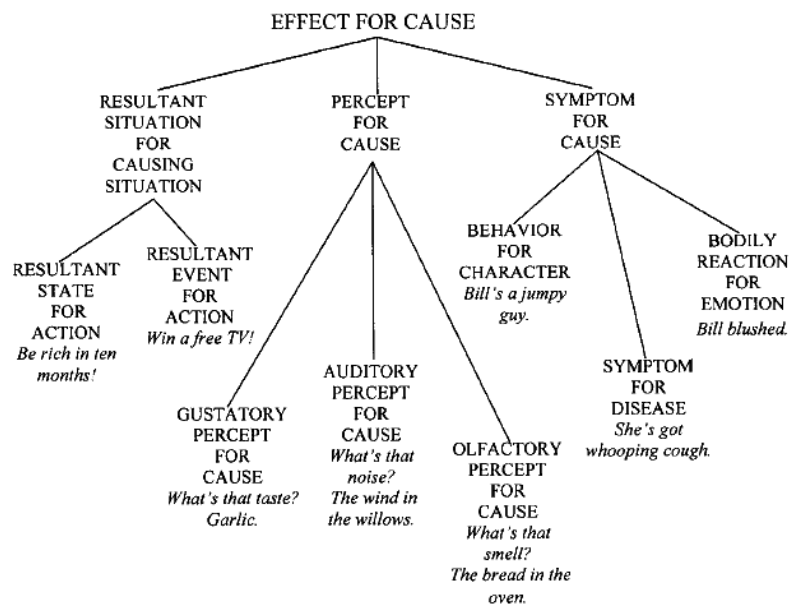 EFFECT FOR CAUSE
RESULTANT
SITUATION
FOR
CAUSING
SITUATION
PERCEPT
FOR
CAUSE
SYMPTOM
FOR
CAUSE
RESULTANT
STATE
FOR
ACTION
Be rich in ten
months!
RESULTANT
EVENT
FOR
ACTION
Win a free TV!
GUSTATORY
PERCEPT
FOR
CAUSE
What's that taste?
Garlic.
AUDITORY
PERCEPT
FOR
CAUSE
What's that
noise?
The wind in
the willows.
OLFACTORY
PERCEPT
FOR
CAUSE
What's that
smell?
The bread in the
oven.
BEHAVIOR
FOR
CHARACTER
Bill's a jumpy
guy.
SYMPTOM
FOR
DISEASE
She's got
whooping cough.
BODILY
REACTION
FOR
EMOTION
Bill blushed.